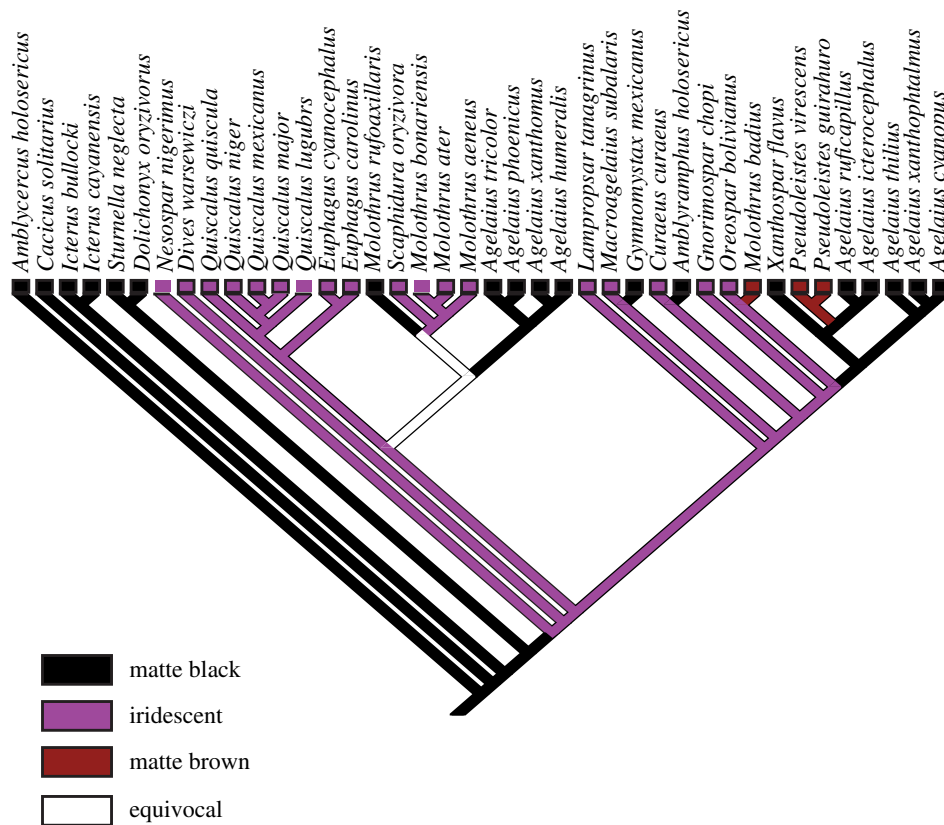 Amblycercus holosericus
Cacicus solitarius
Icterus bullocki
Icterus cayanensis
Sturnella neglecta
Dolichonyx oryzivorus
Nesospar nigerimus
Dives warsewiczi
Quiscalus quiscula
Quiscalus niger
Quiscalus mexicanus
Quiscalus major
Quiscalus lugubrs
Euphagus cyanocephalus
Euphagus carolinus
Molothrus rufoaxillaris
Scaphidura oryzivora
Molothrus bonariensis
Molothrus ater
Molothrus aeneus
Agelaius tricolor
Agelaius phoenicus
Agelaius xanthomus
Agelaius humeralis
Lampropsar tanagrinus
Macroagelaius subalaris
Gymnomystax mexicanus
Curaeus curaeus
Amblyramphus holosericus
Gnorimospar chopi
Oreospar bolivianus
Molothrus badius
Xanthospar flavus
Pseudoleistes virescens
Pseudoleistes guirahuro
Agelaius ruficapillus
Agelaius icterocephalus
Agelaius thilius
Agelaius xanthophtalmus
Agelaius cyanopus
matte black
iridescent
matte brown
equivocal